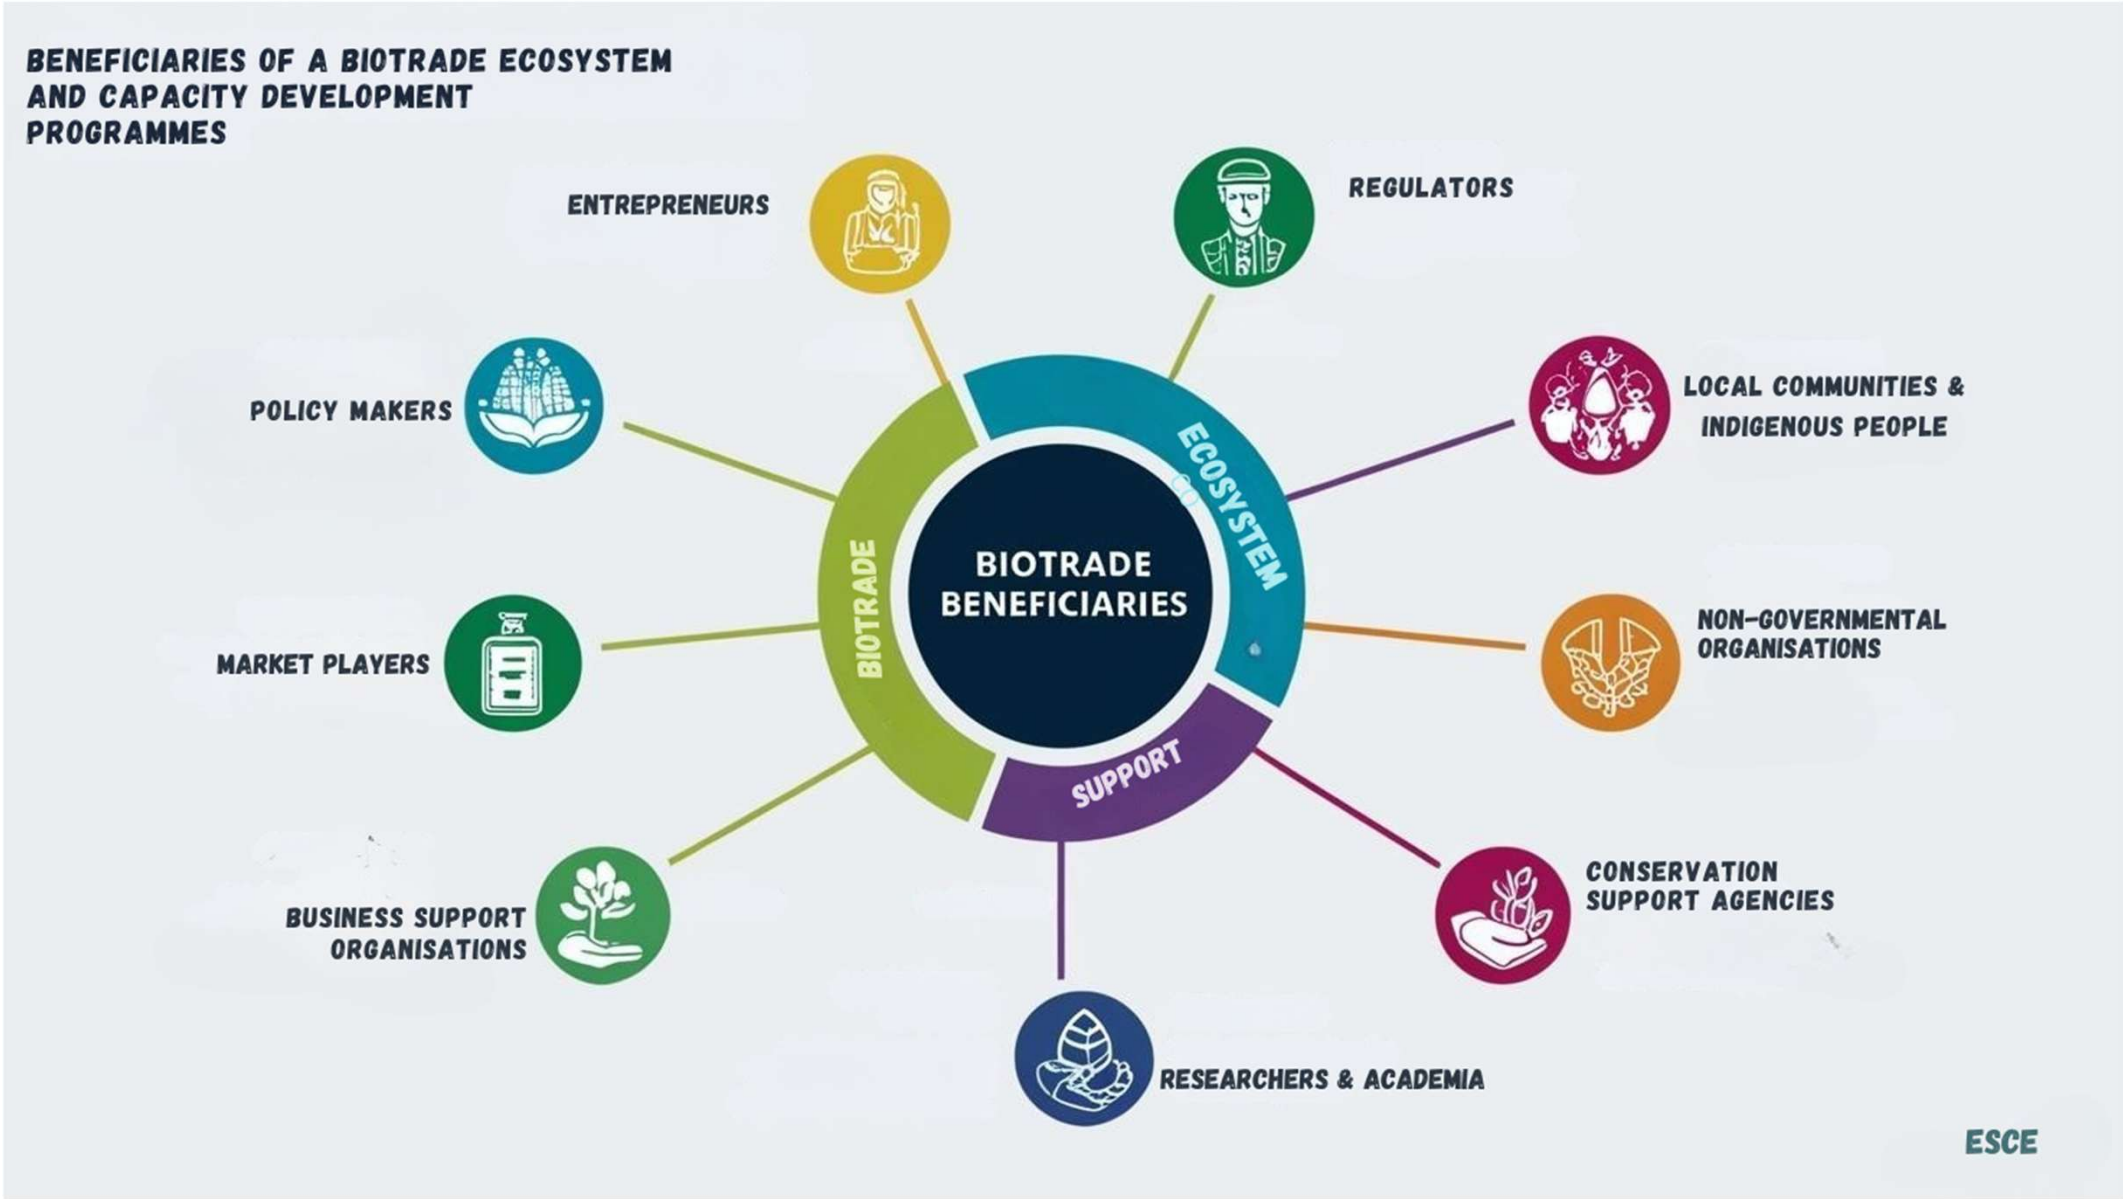 BENEFICIARIES OF A BIOTRADE ECOSYSTEM
AND CAPACITY DEVELOPMENT
PROGRAMMES
ENTREPRENEURS
REGULATORS
POLICY MAKERS
LOCAL COMMUNITIES &
INDIGENOUS PEOPLE
ECOSYSTEM
CO
BIOTRADE
BIOTRADE
BENEFICIARIES
MARKET PLAYERS
NON-GOVERNMENTAL
ORGANISATIONS
SUPPORT
BUSINESS SUPPORT
ORGANISATIONS
CONSERVATION
SUPPORT AGENCIES
RESEARCHERS & ACADEMIA
ESCE